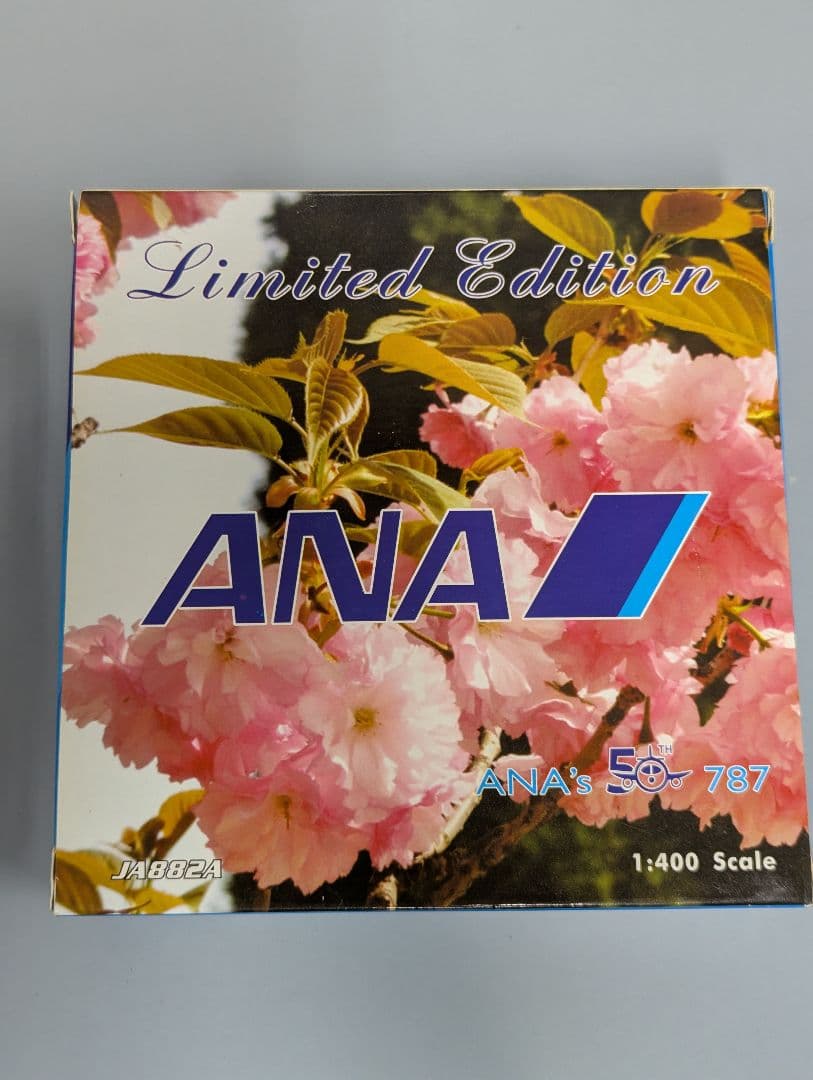 Limited Edition
ANA
ANA's 50TH 787
JA882A
1:400 Scale